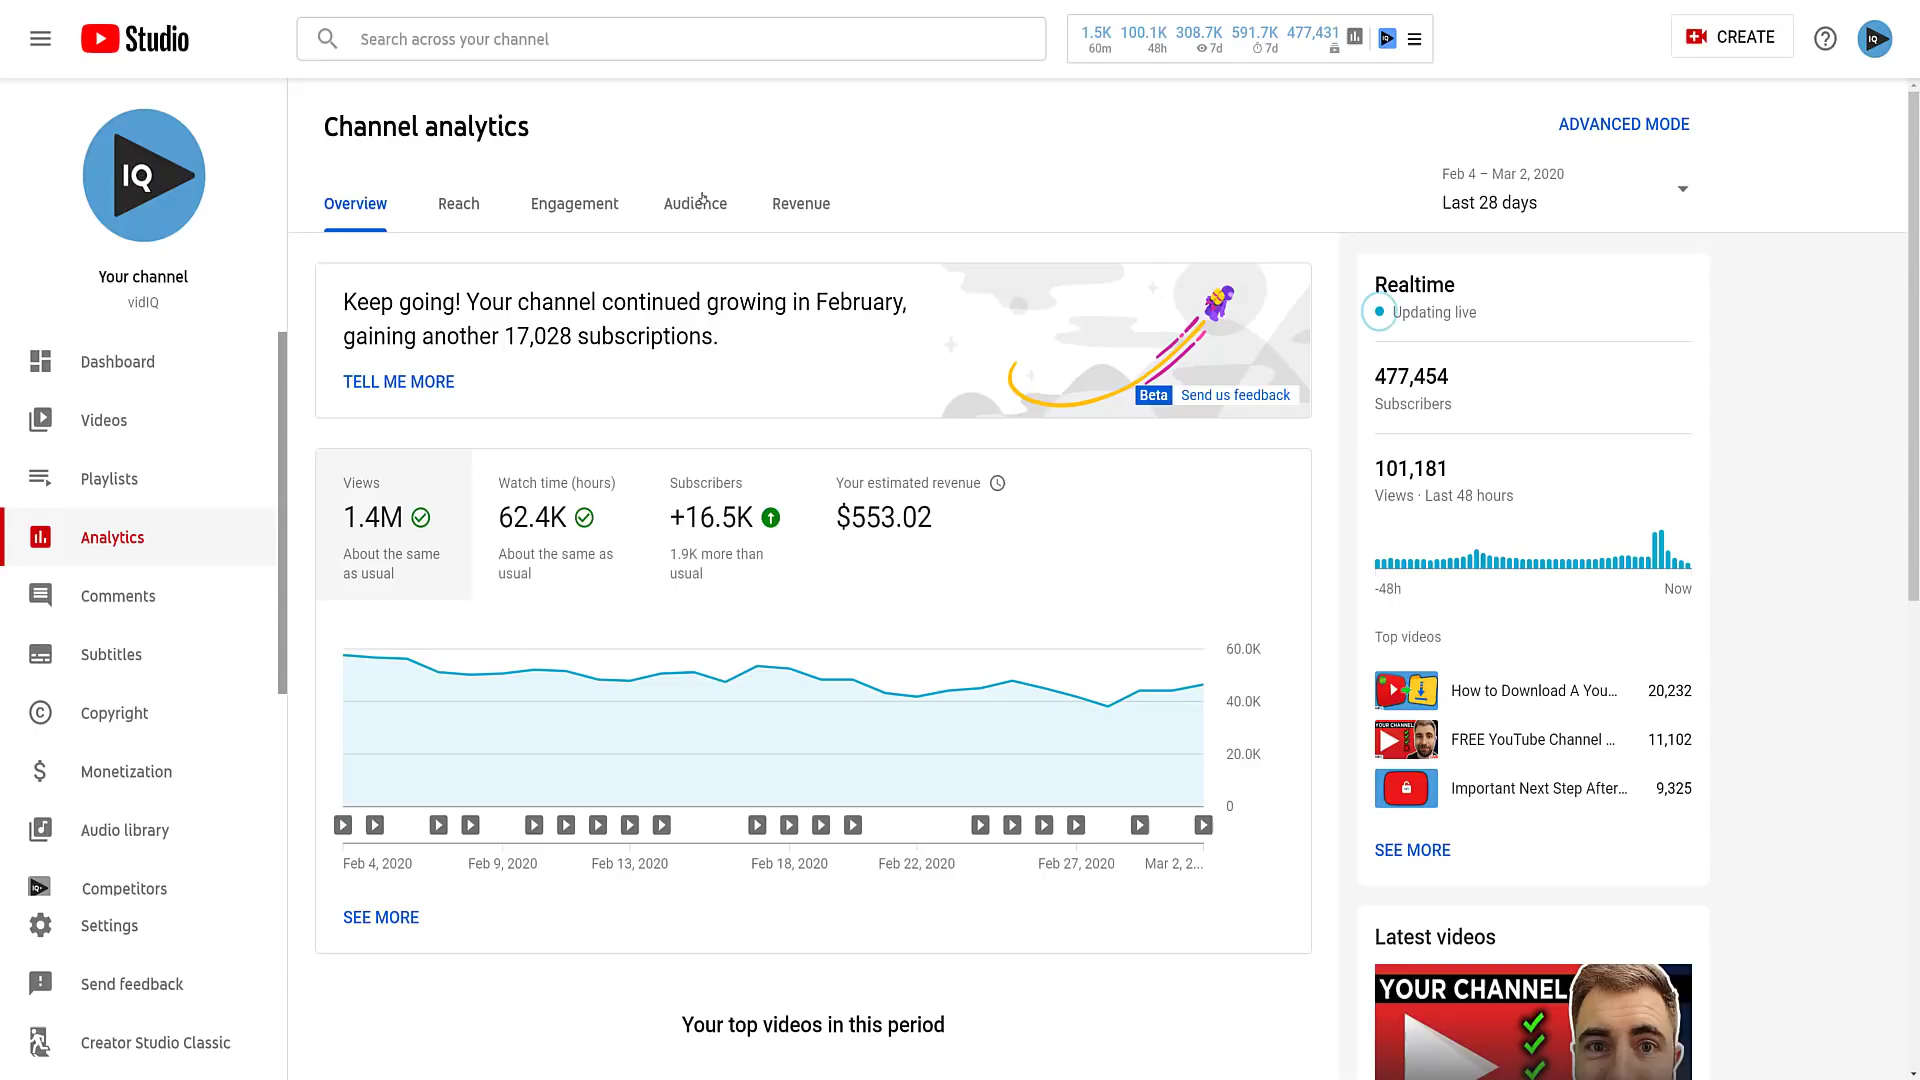 Studio
Search across your channel
1.5K 100.1K 308.7K 591.7K 477,431
60m 48h 7d 7d
CREATE
IQ
Your channel
vidIQ
Dashboard
Videos
Playlists
Analytics
Comments
Subtitles
Copyright
Monetization
Audio library
Competitors
Settings
Send feedback
Creator Studio Classic
Channel analytics
ADVANCED MODE
Overview
Reach
Engagement
Audience
Revenue
Feb 4 – Mar 2, 2020
Last 28 days
Keep going! Your channel continued growing in February,
gaining another 17,028 subscriptions.
TELL ME MORE
Beta Send us feedback
Views
1.4M
About the same
as usual
Watch time (hours)
62.4K
About the same as
usual
Subscribers
+16.5K
1.9K more than
usual
Your estimated revenue
$553.02
60.0K
40.0K
20.0K
0
Feb 4, 2020 Feb 9, 2020 Feb 13, 2020 Feb 18, 2020 Feb 22, 2020 Feb 27, 2020 Mar 2, 2...
SEE MORE
Your top videos in this period
Realtime
Updating live
477,454
Subscribers
101,181
Views · Last 48 hours
-48h Now
Top videos
How to Download A You... 20,232
YOUR CHANNEL
FREE YouTube Channel ... 11,102
Important Next Step After... 9,325
SEE MORE
Latest videos
YOUR CHANNEL